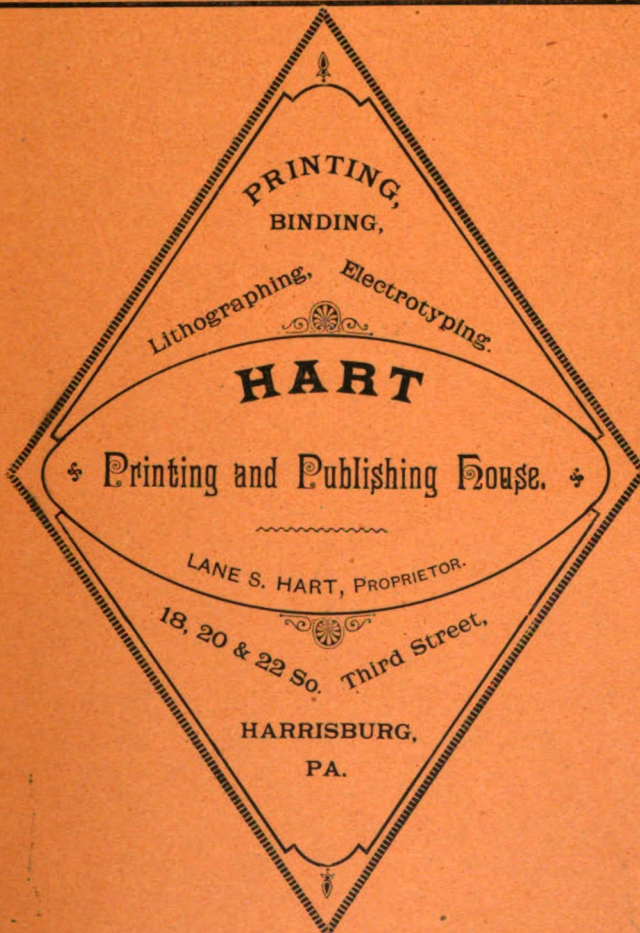 PRINTING,
BINDING,
Lithographing, Electrotyping.
HART
Printing and Publishing House.
LANE S. HART, PROPRIETOR.
18, 20 & 22 So. Third Street,
HARRISBURG,
PA.